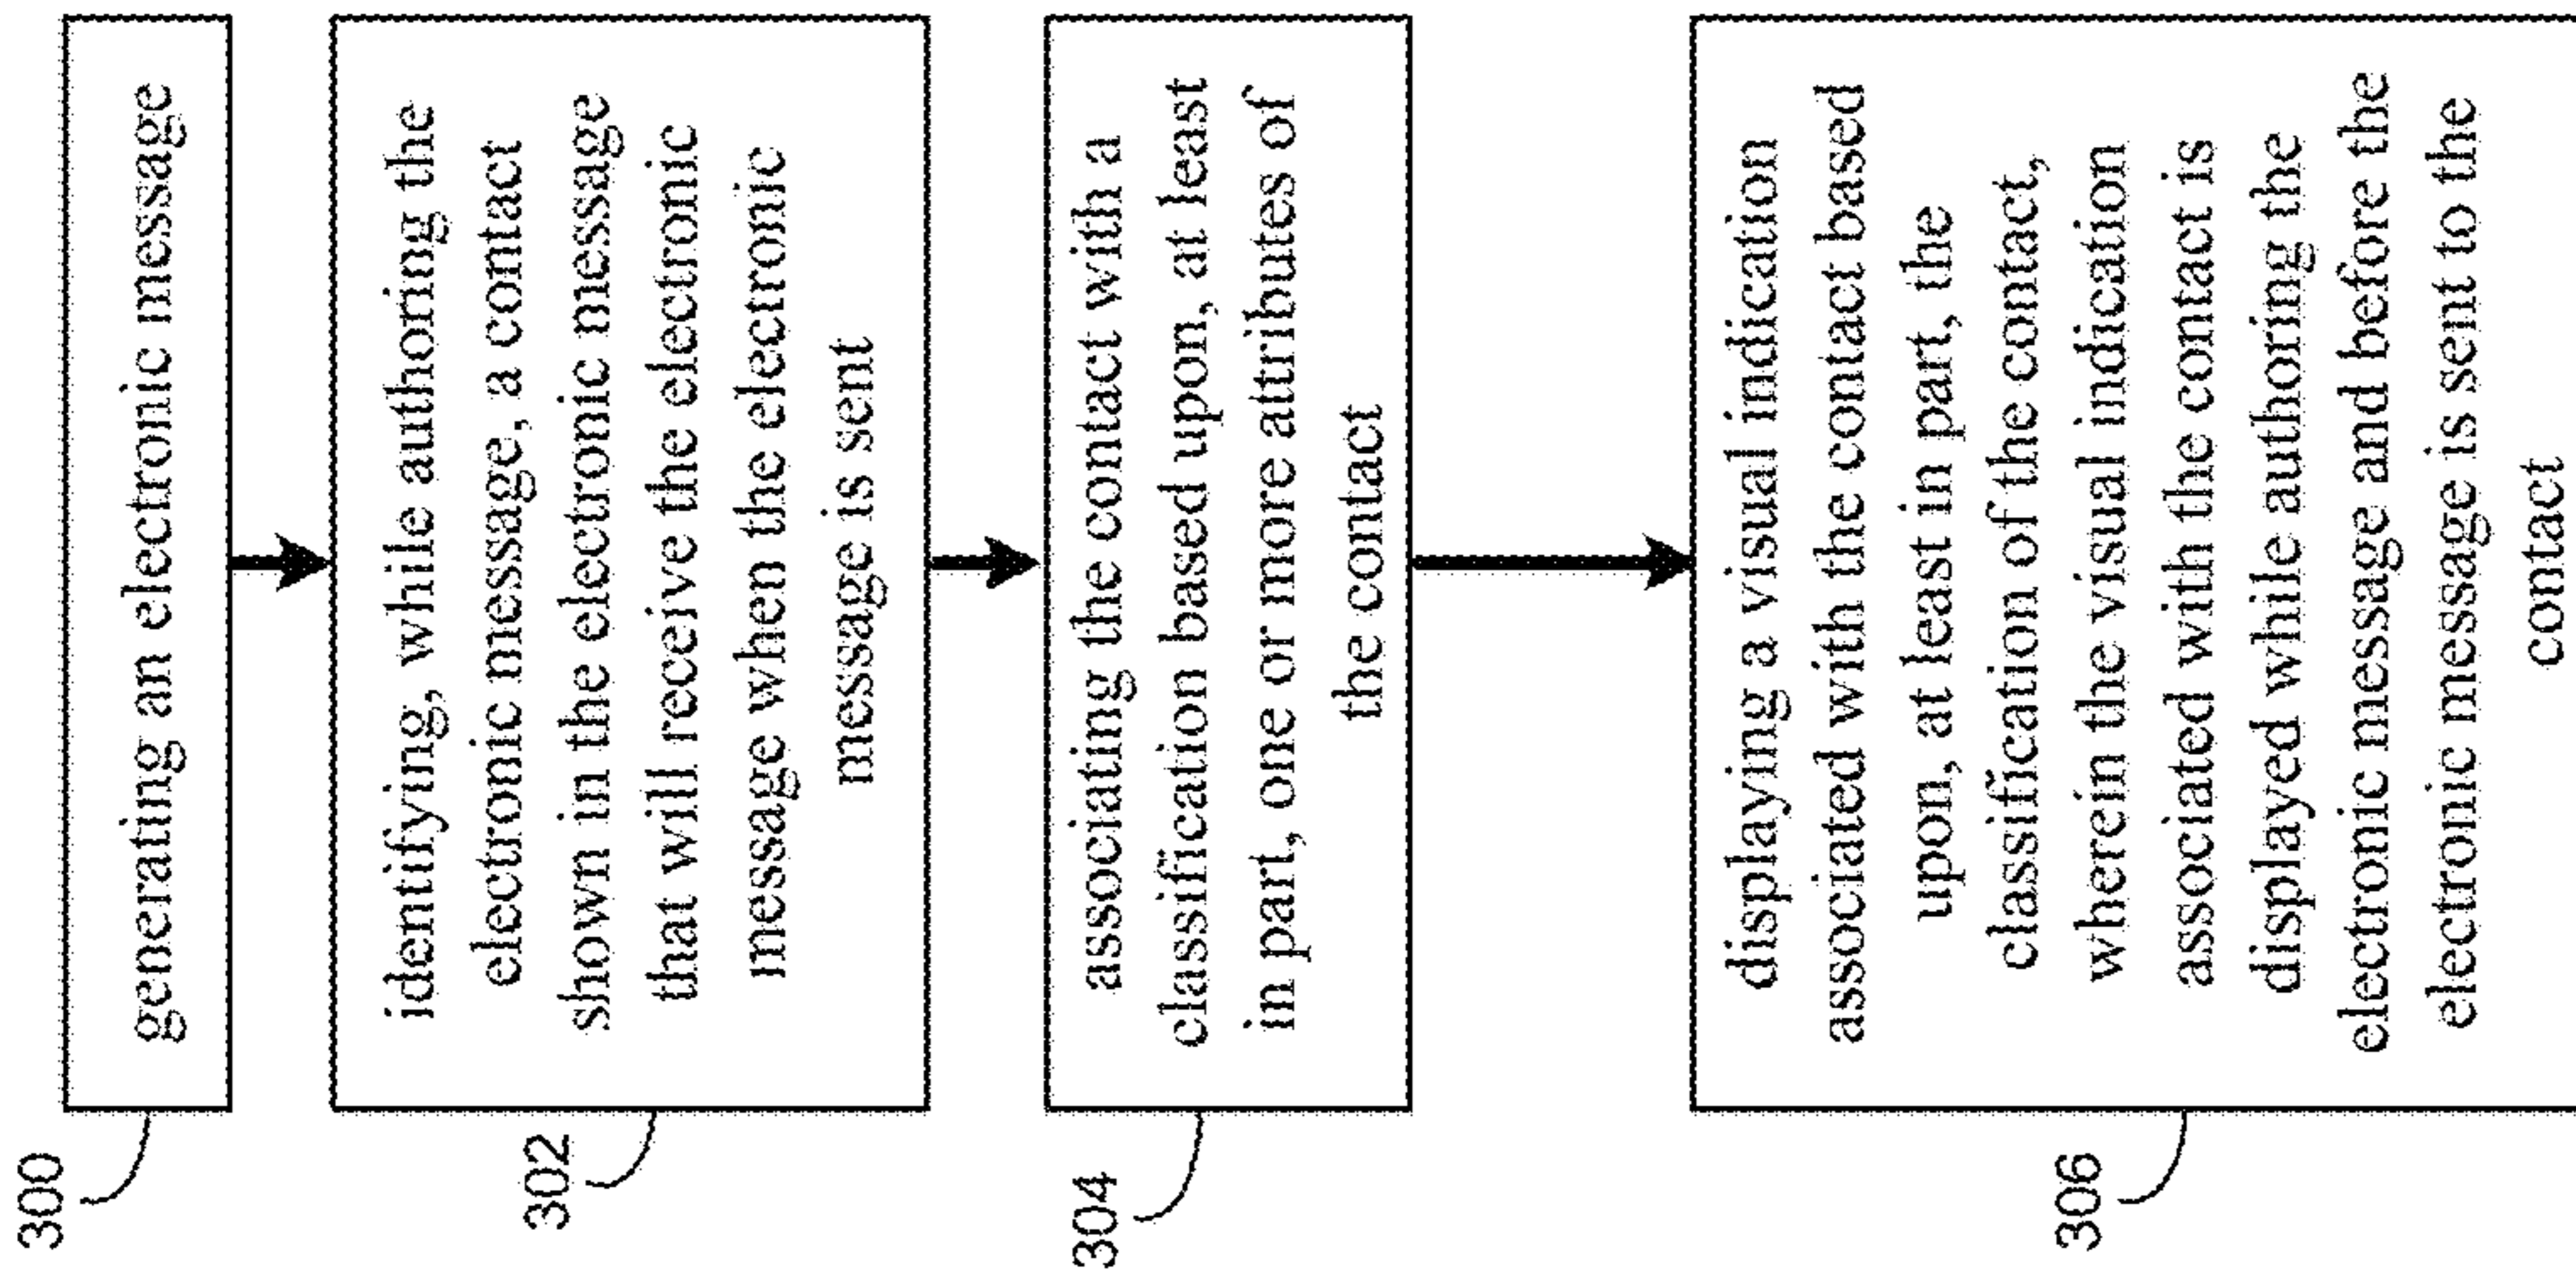 300
generating an electronic message
302
identifying, while authoring the
electronic message, a contact
shown in the electronic message
that will receive the electronic
message when the electronic
message is sent
304
associating the contact with a
classification based upon, at least
in part, one or more attributes of
the contact
306
displaying a visual indication
associated with the contact based
upon, at least in part, the
classification of the contact,
wherein the visual indication
associated with the contact is
displayed while authoring the
electronic message and before the
electronic message is sent to the
contact